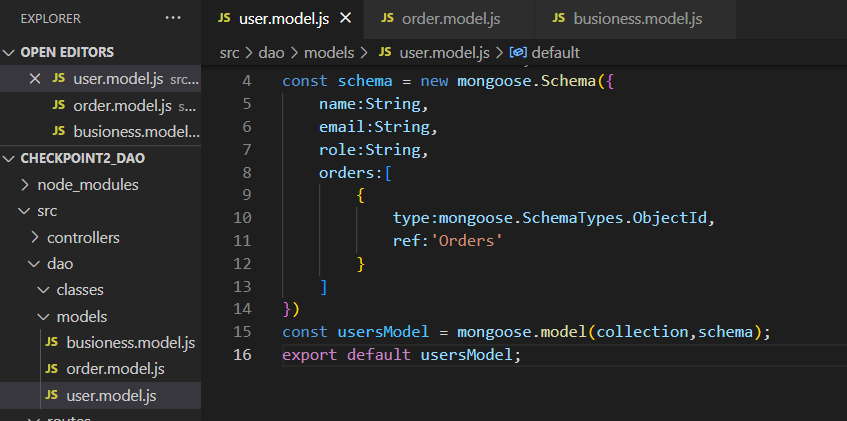 EXPLORER ...
OPEN EDITORS
JS user.model.js src...
JS order.model.js s...
JS busioness.model...
CHECKPOINT2_DAO
node_modules
src
controllers
dao
classes
models
JS busioness.model.js
JS order.model.js
JS user.model.js
JS user.model.js JS order.model.js JS busioness.model.js
src > dao > models > JS user.model.js > default
4 const schema = new mongoose.Schema({
5 name:String,
6 email:String,
7 role:String,
8 orders:[
9 {
10 type:mongoose.SchemaTypes.ObjectId,
11 ref:'Orders'
12 }
13 ]
14 })
15 const usersModel = mongoose.model(collection,schema);
16 export default usersModel;